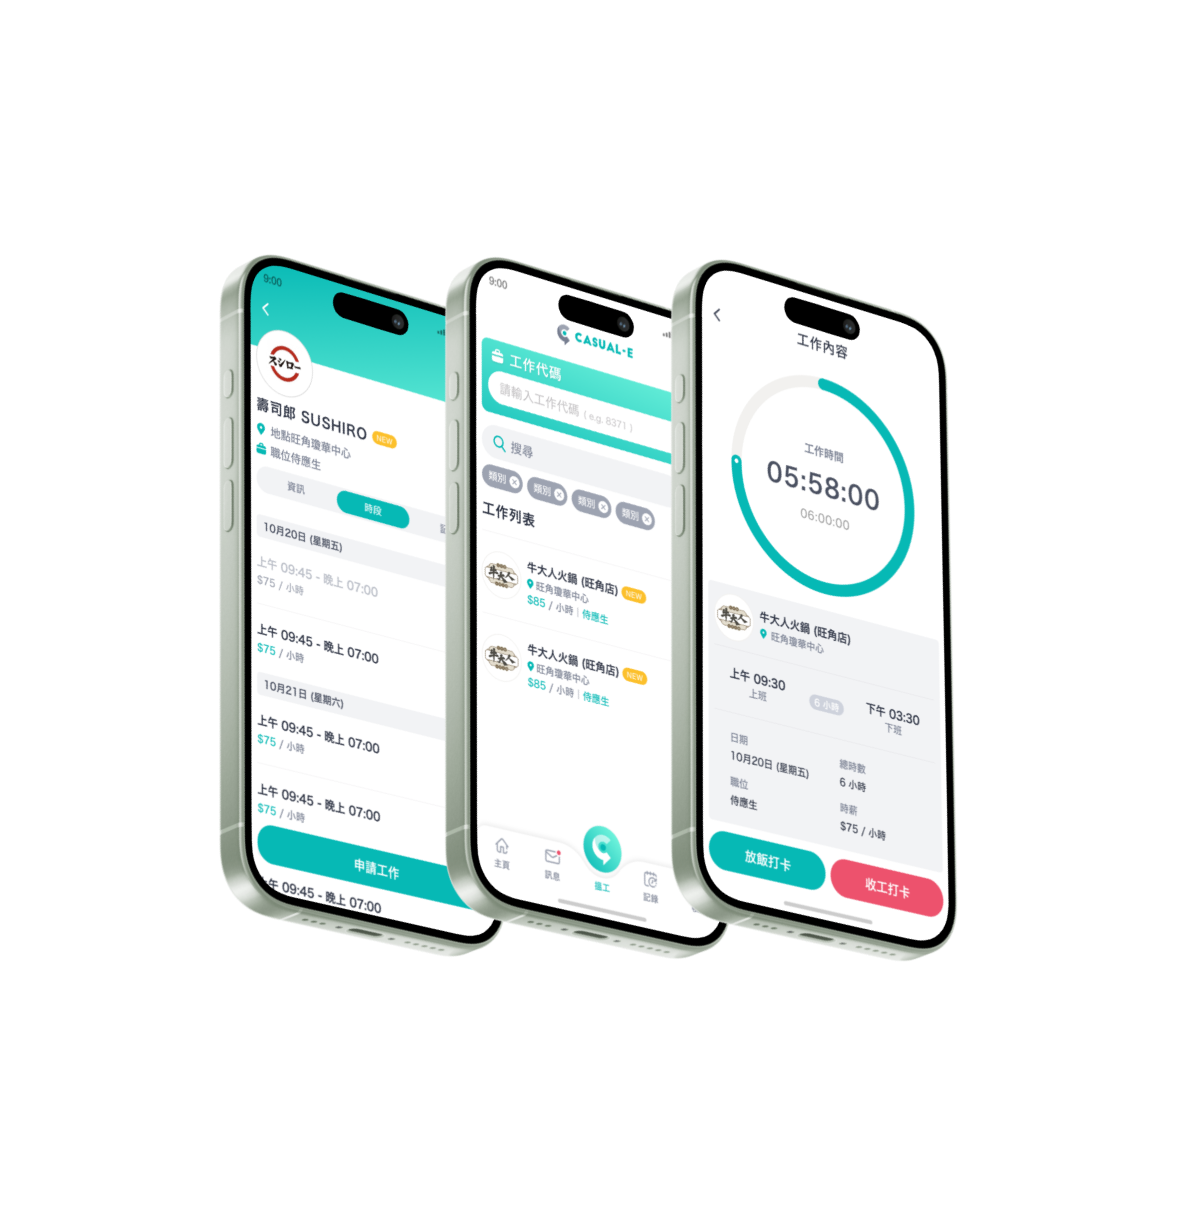 9:00
スシロー
壽司郎 SUSHIRO NEW
地點旺角瓊華中心
職位侍應生
資訊 時段
10月20日 (星期五)
上午 09:45 - 晚上 07:00
$75 / 小時
上午 09:45 - 晚上 07:00
$75 / 小時
10月21日 (星期六)
上午 09:45 - 晚上 07:00
$75 / 小時
上午 09:45 - 晚上 07:00
$75 / 小時
申請工作
上午 09:45 - 晚上 07:00
9:00
CASUAL-E
工作代碼
請輸入工作代碼 ( e.g. 8371 )
搜尋
類別 類別 類別 類別
工作列表
牛大人
牛大人火鍋 (旺角店) NEW
旺角瓊華中心
$85 / 小時 | 侍應生
牛大人
牛大人火鍋 (旺角店) NEW
旺角瓊華中心
$85 / 小時 | 侍應生
主頁 訊息 搵工 記錄
工作內容
工作時間
05:58:00
06:00:00
牛大人
牛大人火鍋 (旺角店)
旺角瓊華中心
上午 09:30 6 小時 下午 03:30
上班 下班
日期 總時數
10月20日 (星期五) 6 小時
職位 時薪
侍應生 $75 / 小時
放飯打卡 收工打卡